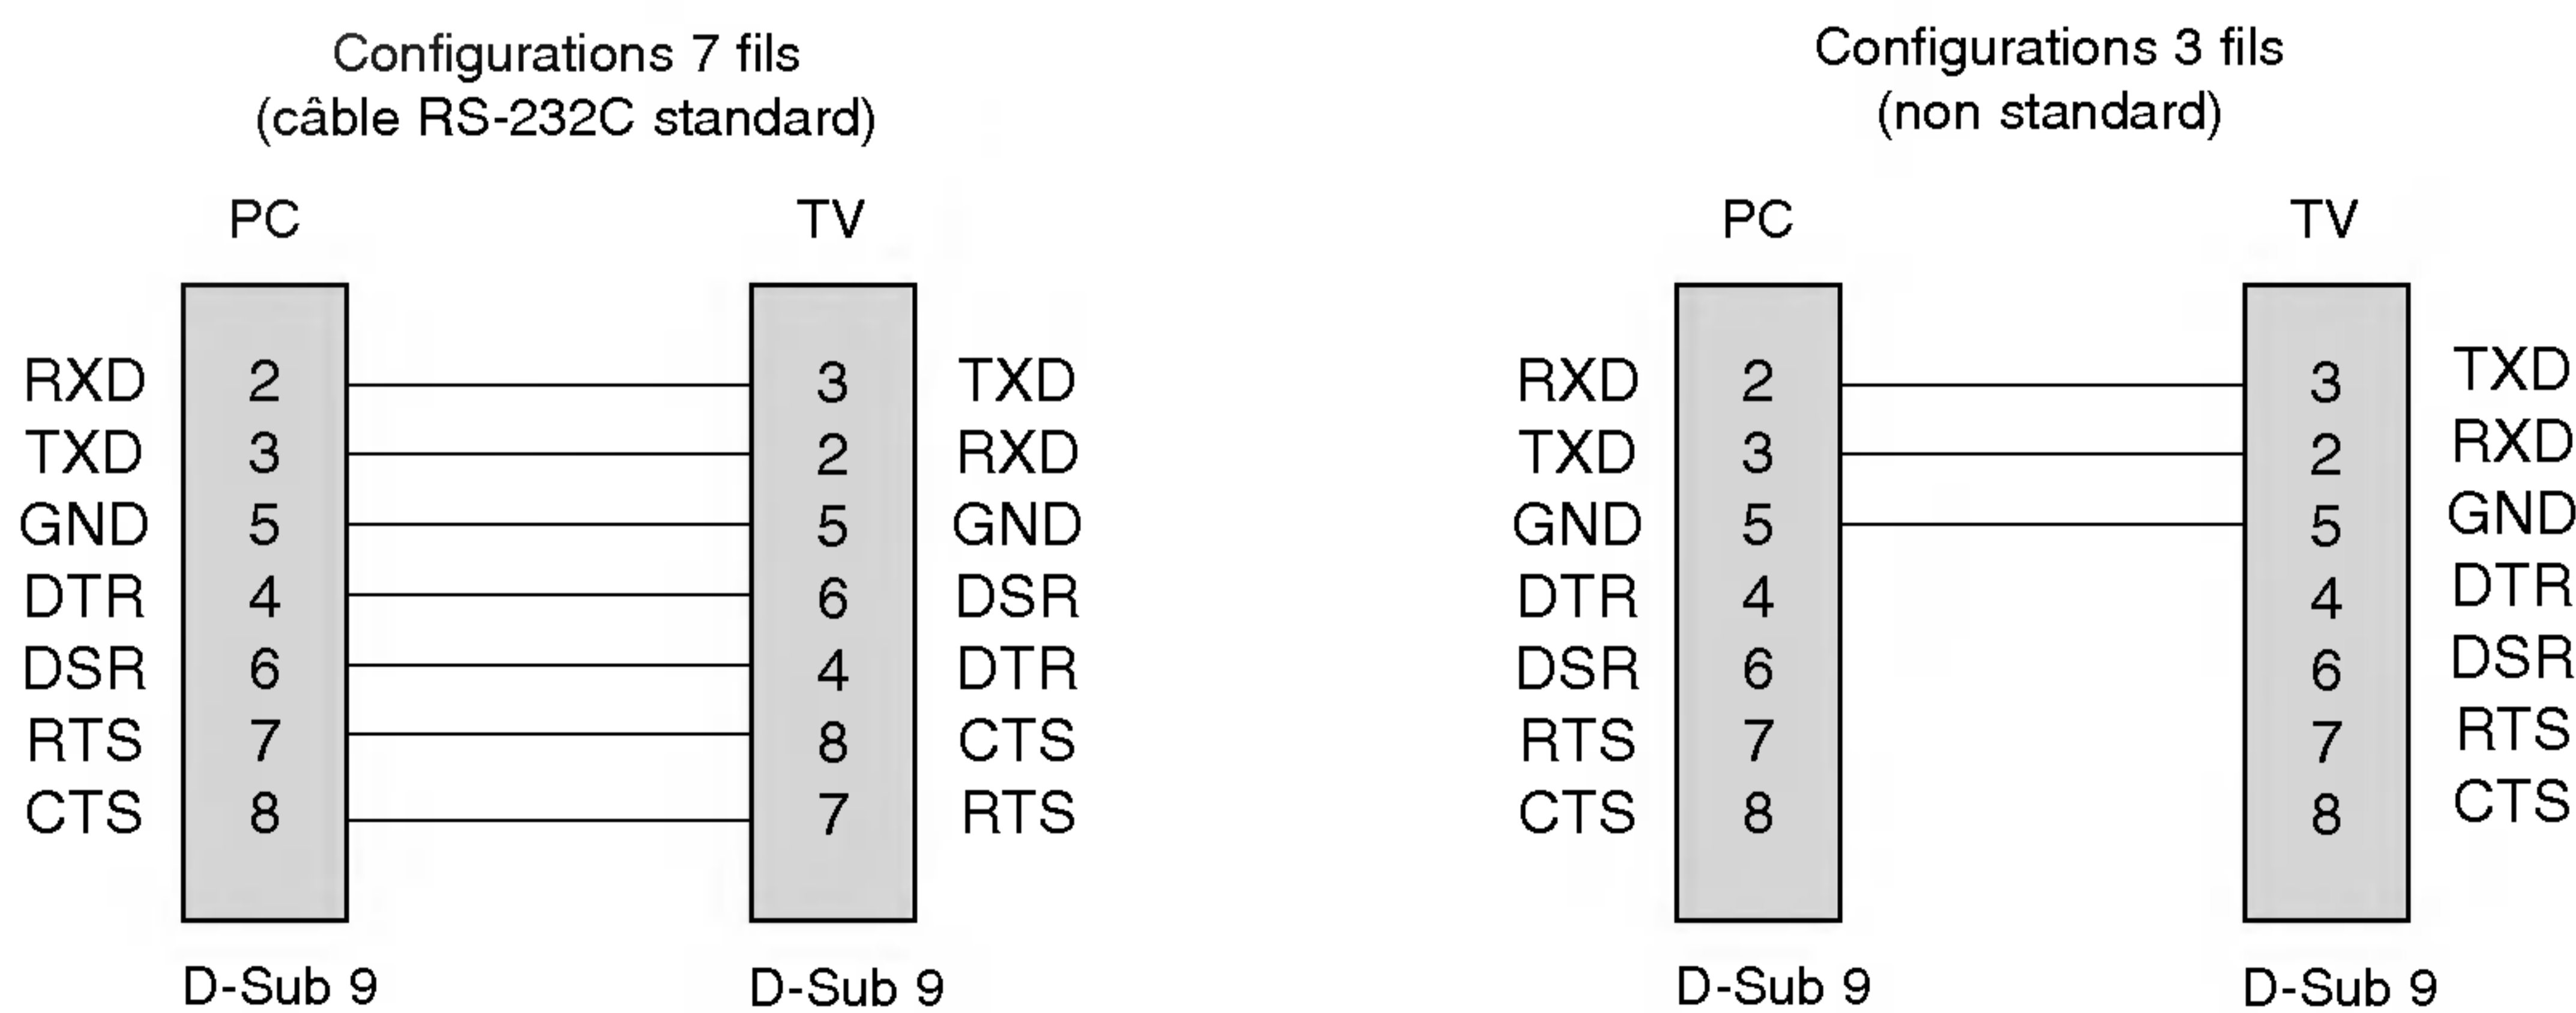 Configurations 7 fils
(câble RS-232C standard)
PC TV
RXD 2 3 TXD
TXD 3 2 RXD
GND 5 5 GND
DTR 4 6 DSR
DSR 6 4 DTR
RTS 7 8 CTS
CTS 8 7 RTS
D-Sub 9 D-Sub 9
Configurations 3 fils
(non standard)
PC TV
RXD 2 3 TXD
TXD 3 2 RXD
GND 5 5 GND
DTR 4 4 DTR
DSR 6 6 DSR
RTS 7 7 RTS
CTS 8 8 CTS
D-Sub 9 D-Sub 9